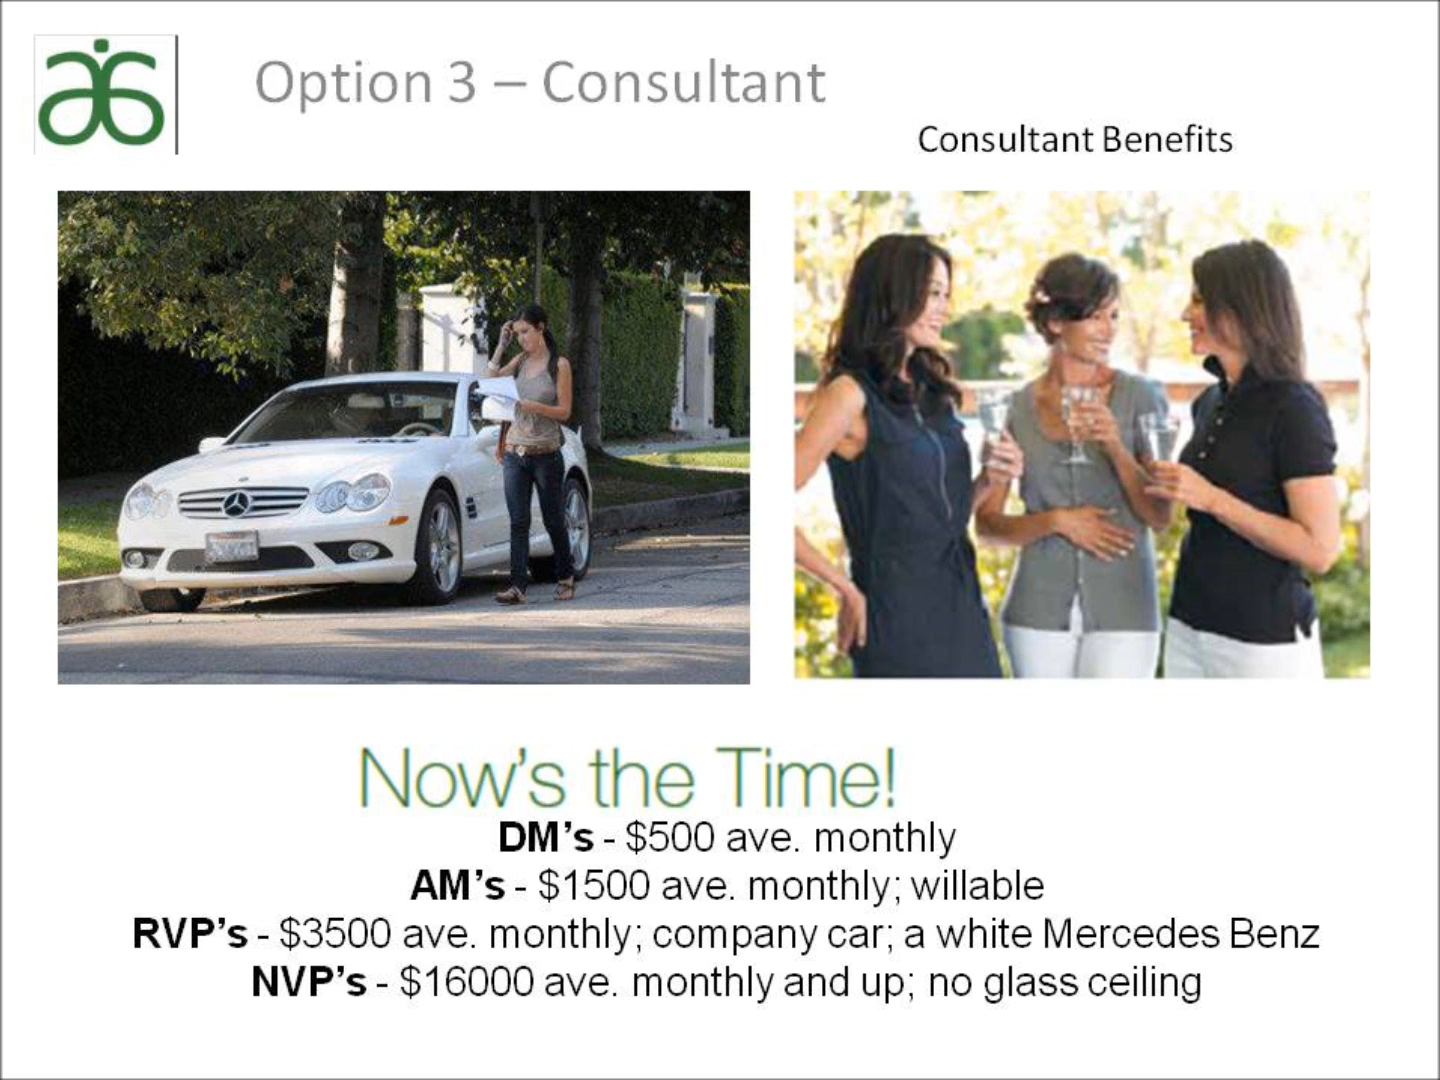 Option 3 – Consultant
Consultant Benefits
Now's the Time!
DM's - $500 ave. monthly
AM's - $1500 ave. monthly; willable
RVP's - $3500 ave. monthly; company car; a white Mercedes Benz
NVP's - $16000 ave. monthly and up; no glass ceiling